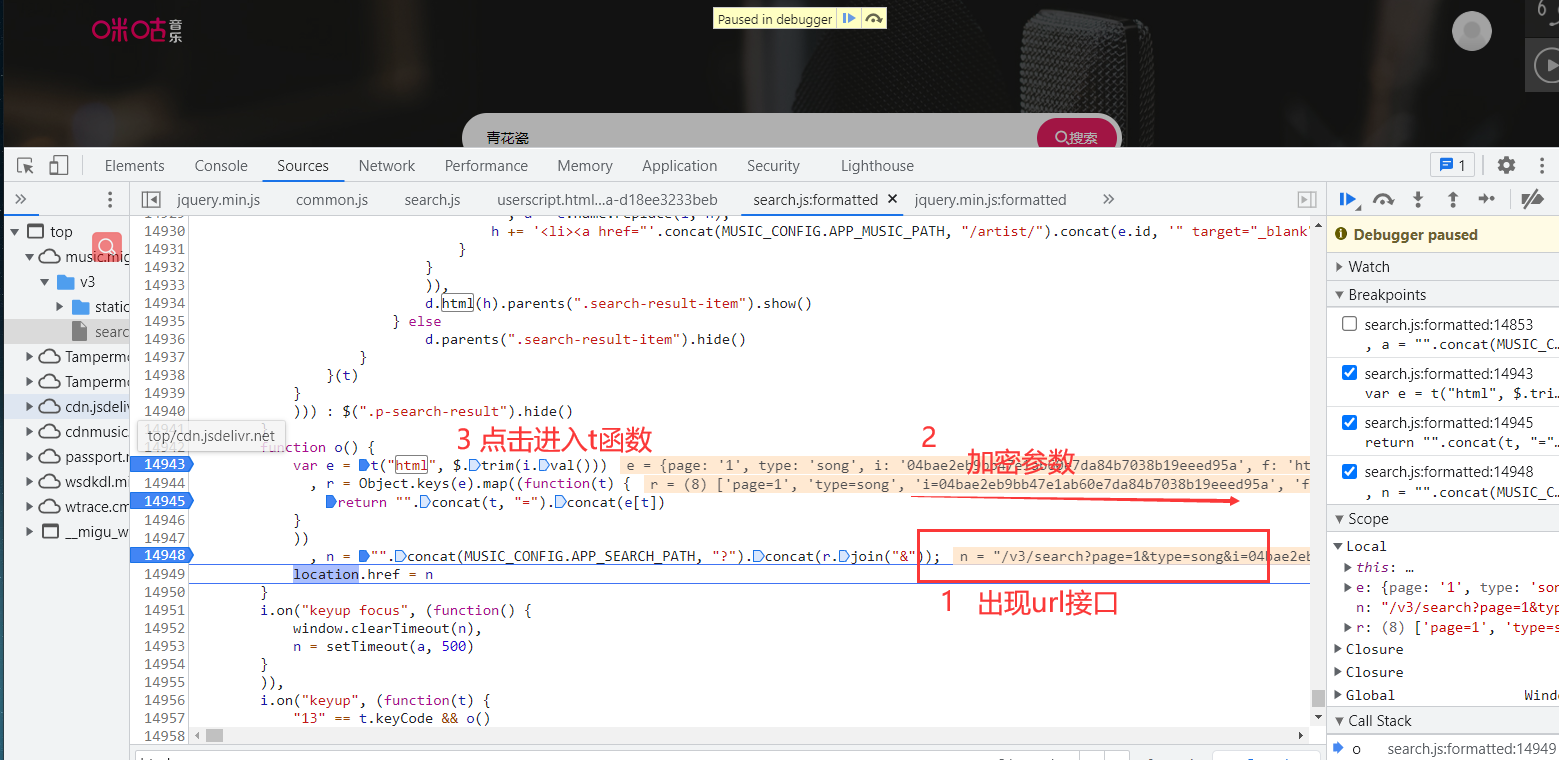 咪咕音乐
Paused in debugger
青花瓷
搜索
Elements Console Sources Network Performance Memory Application Security Lighthouse 1
jquery.min.js common.js search.js userscript.html...a-d18ee3233beb search.js:formatted × jquery.min.js:formatted »
top
music.mig
v3
static
searc
Tamperm
Tamperm
cdn.jsdeliv
cdnmusic.
passport.r
wsdkdl.mi
wtrace.cm
__migu_w
top/cdn.jsdelivr.net
14930 h += '<li><a href="'.concat(MUSIC_CONFIG.APP_MUSIC_PATH, "/artist/").concat(e.id, '" target="_blank"
14931 }
14932 }
14933 )),
14934 d.html(h).parents(".search-result-item").show()
14935 } else
14936 d.parents(".search-result-item").hide()
14937 }
14938 }(t)
14939 }
14940 ))) : $(".p-search-result").hide()
function o() {
3 点击进入t函数
2
加密参数
14943 var e = t("html", $.trim(i.val())) e = {page: '1', type: 'song', i: '04bae2eb9bb47e1ab60e7da84b7038b19eeed95a', f: 'ht
14944 , r = Object.keys(e).map((function(t) { r = (8) ['page=1', 'type=song', 'i=04bae2eb9bb47e1ab60e7da84b7038b19eeed95a', 'f
14945 return "".concat(t, "=").concat(e[t])
14946 }
14947 ))
14948 , n = "".concat(MUSIC_CONFIG.APP_SEARCH_PATH, "?").concat(r.join("&")); n = "/v3/search?page=1&type=song&i=04bae2eb
14949 location.href = n
14950 }
1 出现url接口
14951 i.on("keyup focus", (function() {
14952 window.clearTimeout(n),
14953 n = setTimeout(a, 500)
14954 }
14955 )),
14956 i.on("keyup", (function(t) {
14957 "13" == t.keyCode && o()
14958
Debugger paused
Watch
Breakpoints
search.js:formatted:14853
, a = "".concat(MUSIC_C…
search.js:formatted:14943
var e = t("html", $.tri…
search.js:formatted:14945
return "".concat(t, "="…
search.js:formatted:14948
, n = "".concat(MUSIC_C…
Scope
Local
this: …
e: {page: '1', type: 'son
n: "/v3/search?page=1&typ
r: (8) ['page=1', 'type=s
Closure
Closure
Global Windo
Call Stack
o search.js:formatted:14949